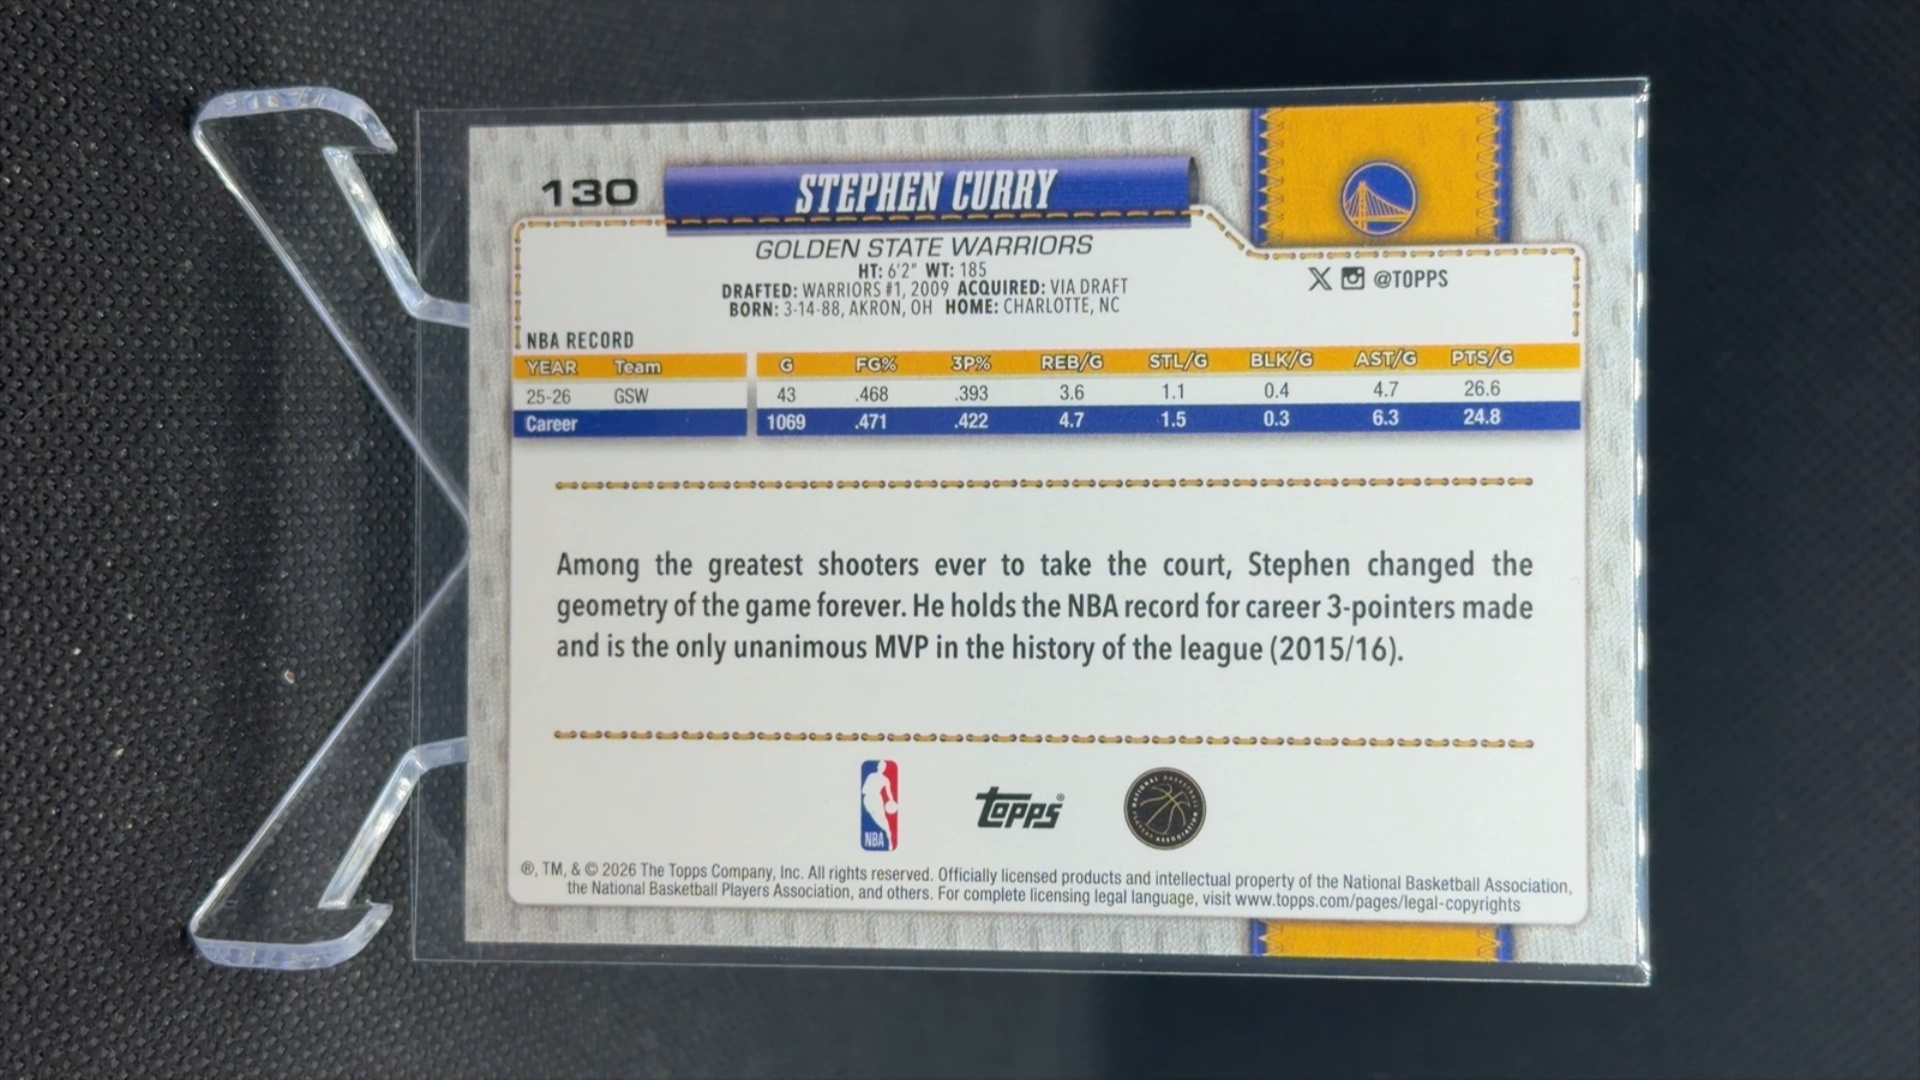 130
STEPHEN CURRY
GOLDEN STATE WARRIORS
HT: 6'2" WT: 185
DRAFTED: WARRIORS #1, 2009 ACQUIRED: VIA DRAFT
BORN: 3-14-88, AKRON, OH HOME: CHARLOTTE, NC
@TOPPS
NBA RECORD
YEAR Team G FG% 3P% REB/G STL/G BLK/G AST/G PTS/G
25-26 GSW 43 .468 .393 3.6 1.1 0.4 4.7 26.6
Career 1069 .471 .422 4.7 1.5 0.3 6.3 24.8
Among the greatest shooters ever to take the court, Stephen changed the
geometry of the game forever. He holds the NBA record for career 3-pointers made
and is the only unanimous MVP in the history of the league (2015/16).
NBA
Topps®
NATIONAL BASKETBALL PLAYERS ASSOCIATION
®, TM, & © 2026 The Topps Company, Inc. All rights reserved. Officially licensed products and intellectual property of the National Basketball Association,
the National Basketball Players Association, and others. For complete licensing legal language, visit www.topps.com/pages/legal-copyrights